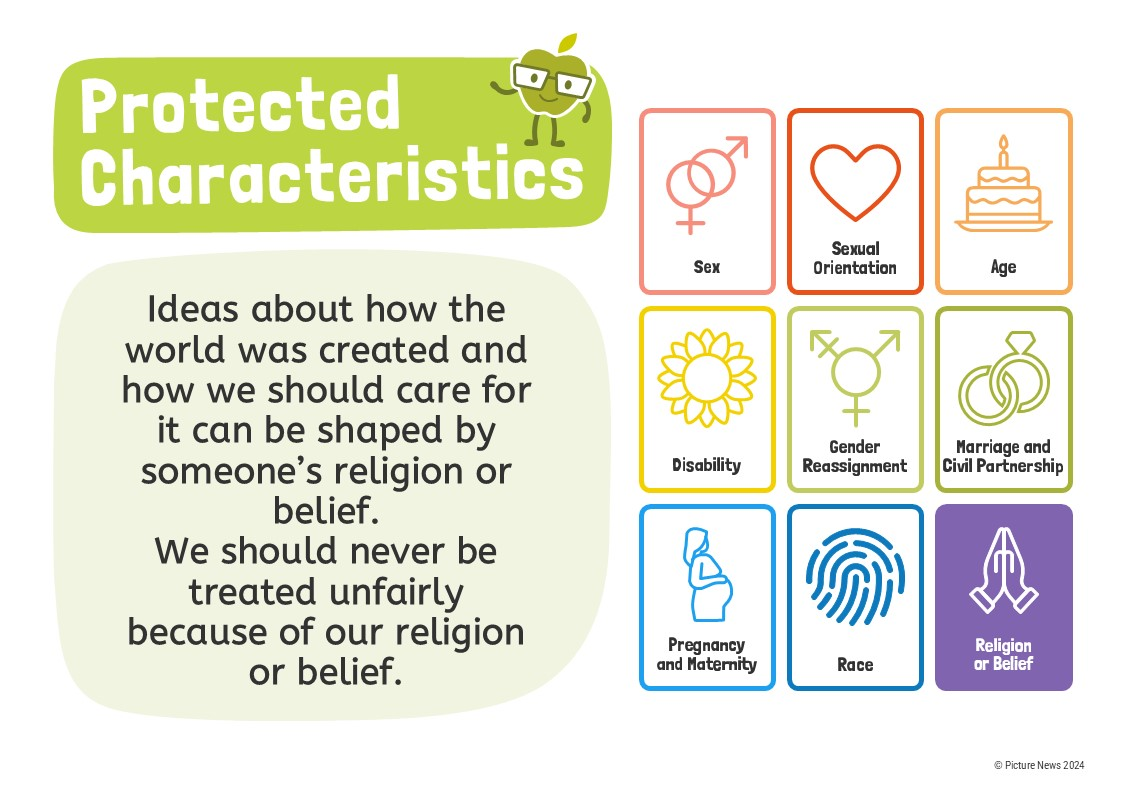 Protected
Characteristics
Ideas about how the
world was created and
how we should care for
it can be shaped by
someone’s religion or
belief.
We should never be
treated unfairly
because of our religion
or belief.
Sex
Sexual
Orientation
Age
Disability
Gender
Reassignment
Marriage and
Civil Partnership
Pregnancy
and Maternity
Race
Religion
or Belief
© Picture News 2024